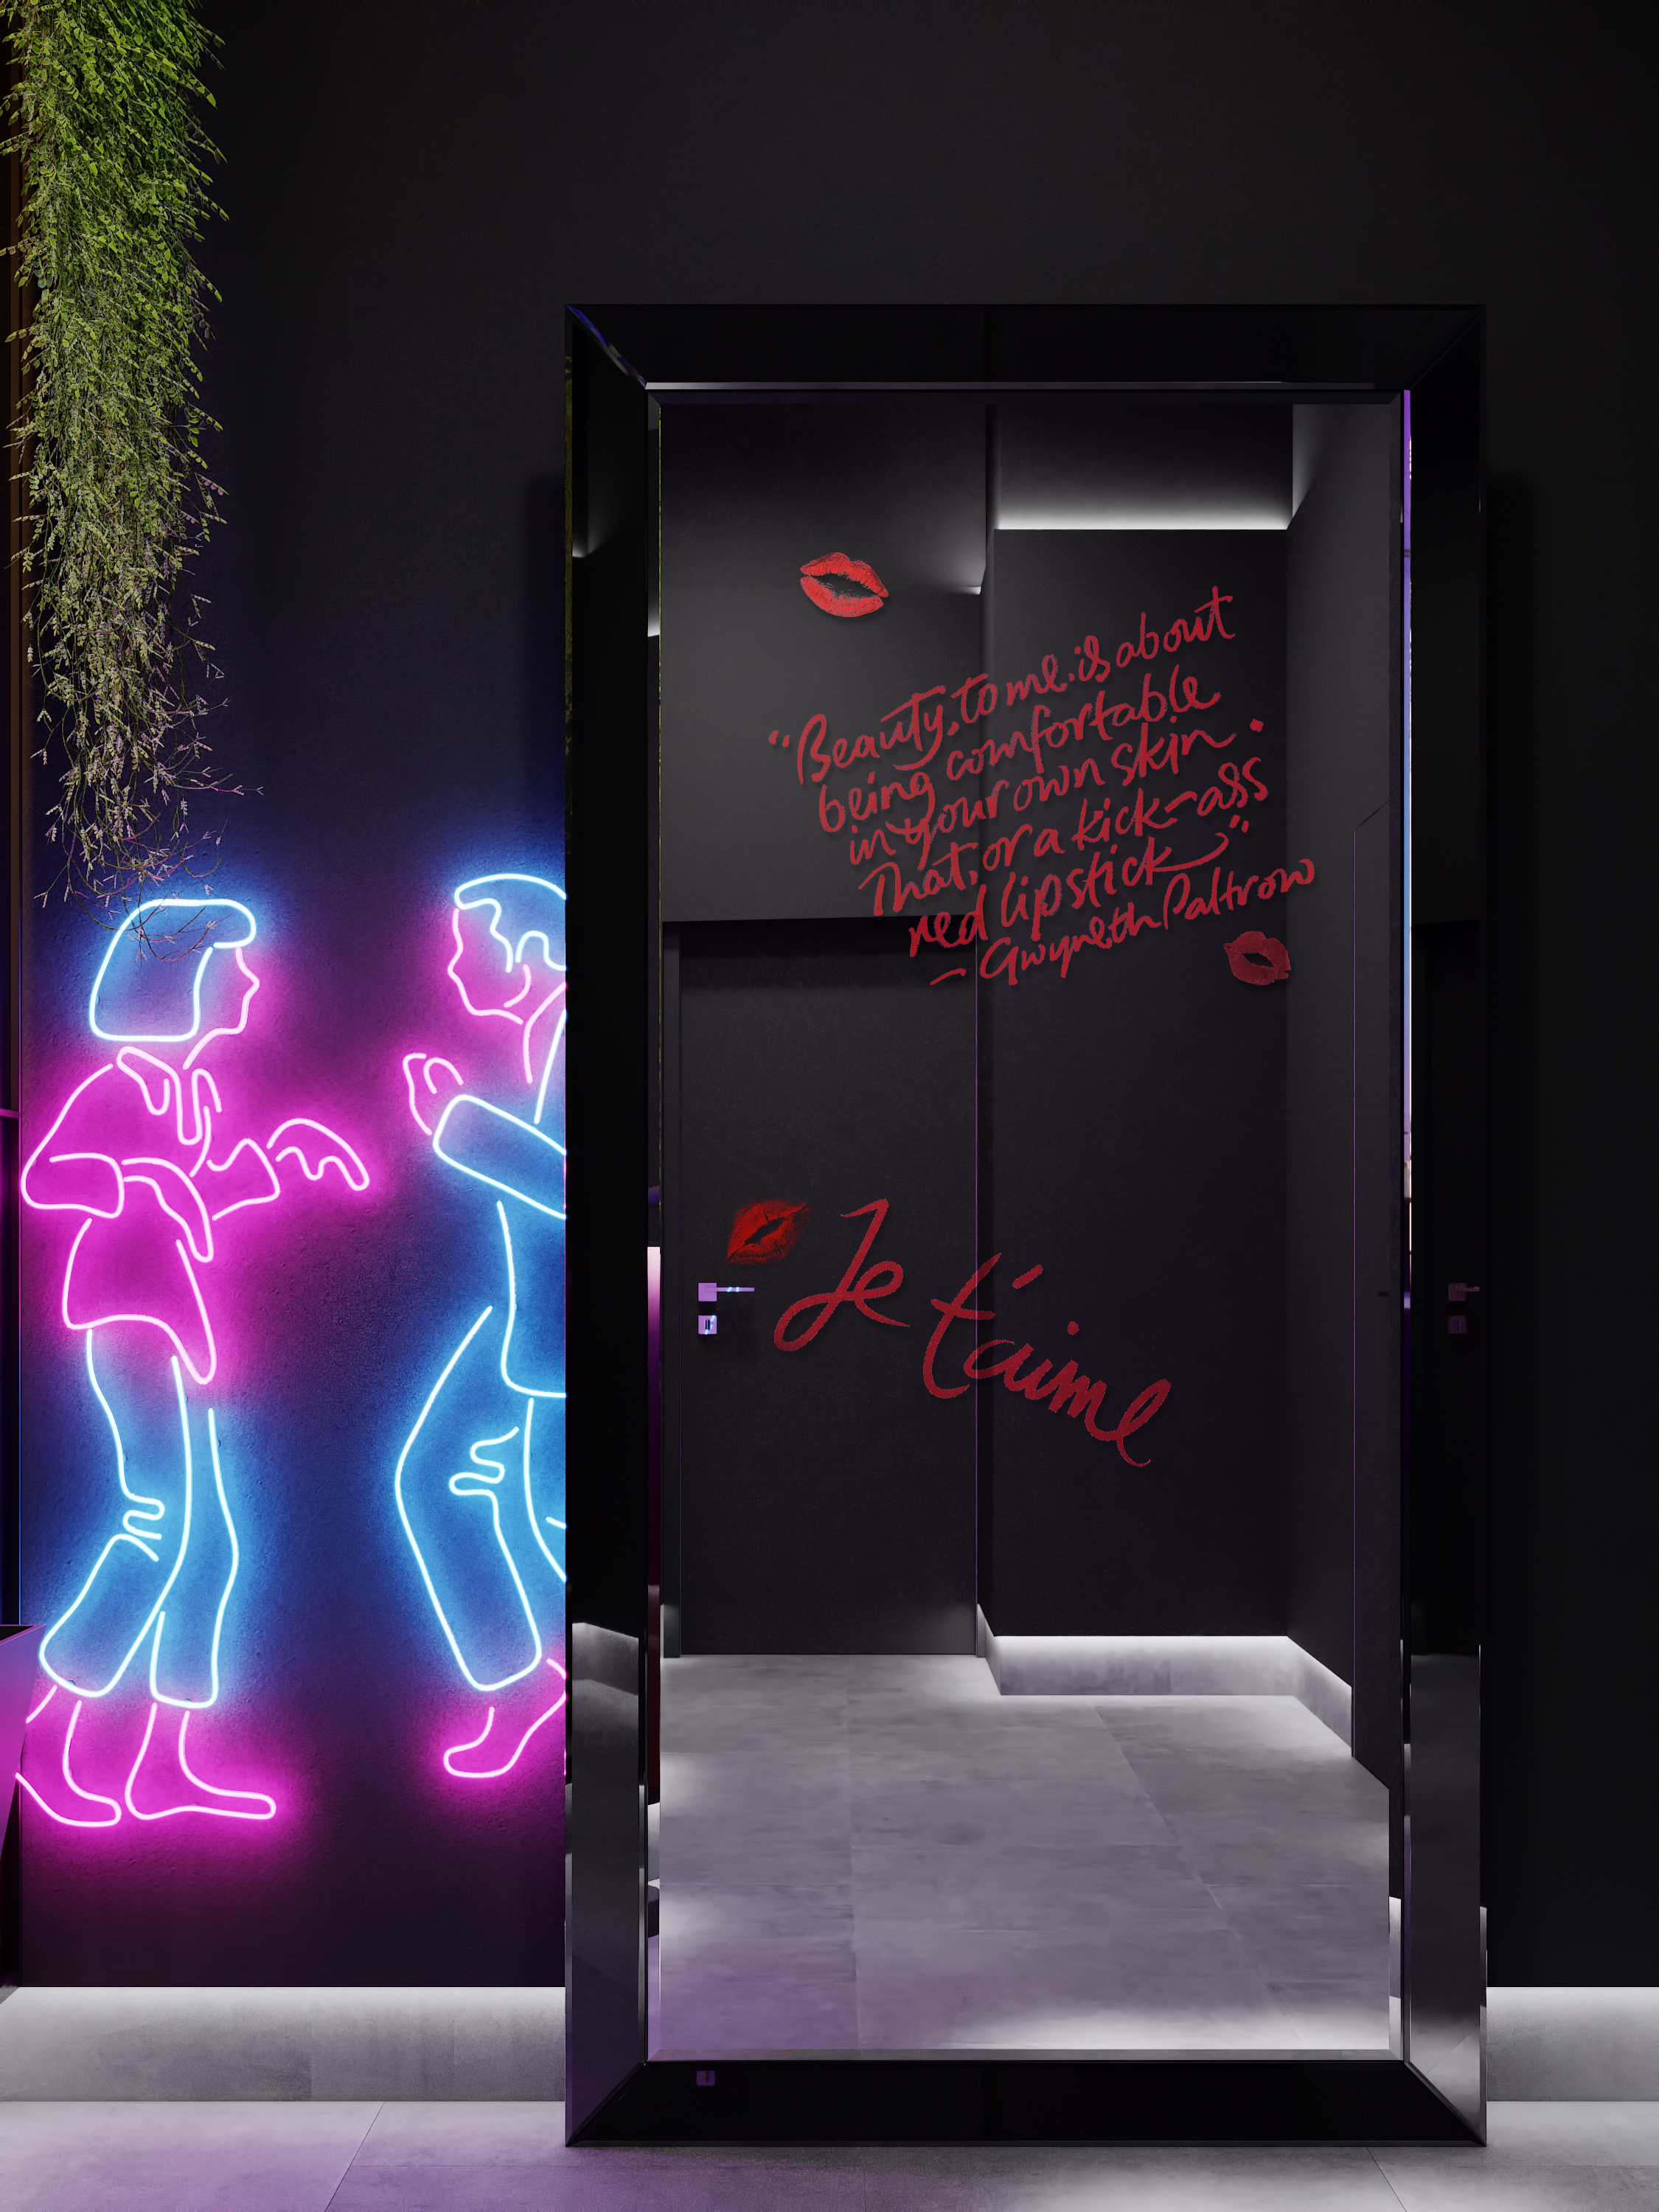 “Beauty, to me. is about
being comfortable
in your own skin.
That, or a kick-ass
red lipstick”
- Gwyneth Paltrow
Je t'aime